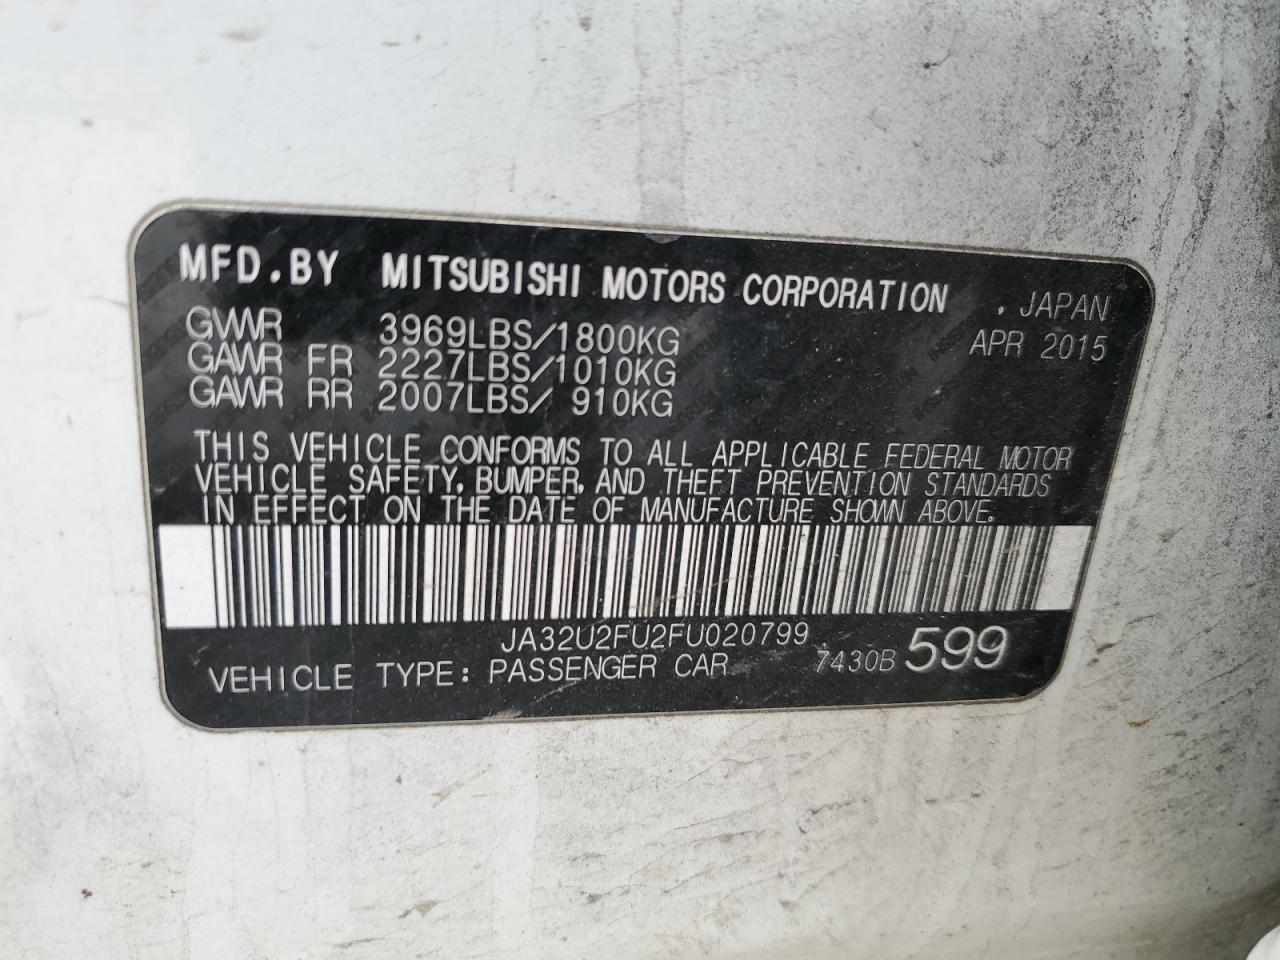 MFD.BY MITSUBISHI MOTORS CORPORATION , JAPAN
GVWR 3969LBS/1800KG APR 2015
GAWR FR 2227LBS/1010KG
GAWR RR 2007LBS/ 910KG
THIS VEHICLE CONFORMS TO ALL APPLICABLE FEDERAL MOTOR
VEHICLE SAFETY, BUMPER, AND THEFT PREVENTION STANDARDS
IN EFFECT ON THE DATE OF MANUFACTURE SHOWN ABOVE.
JA32U2FU2FU020799
VEHICLE TYPE: PASSENGER CAR 7430B 599